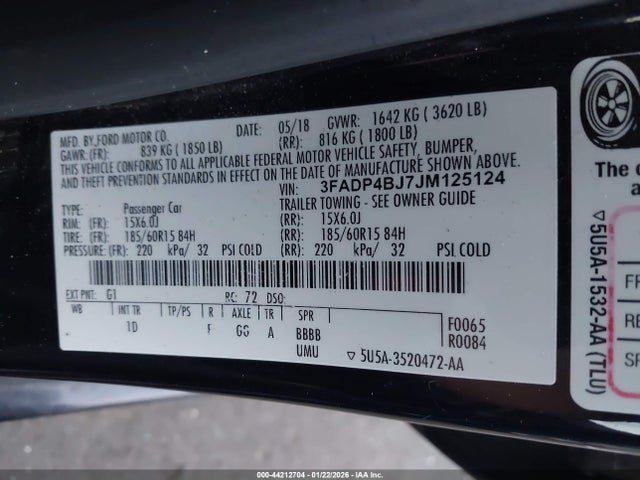 MFD. BY FORD MOTOR CO.
DATE: 05/18 GVWR: 1642 KG ( 3620 LB)
GAWR: (FR): 839 KG ( 1850 LB) (RR): 816 KG ( 1800 LB)
THIS VEHICLE CONFORMS TO ALL APPLICABLE FEDERAL MOTOR VEHICLE SAFETY, BUMPER,
AND THEFT PREVENTION STANDARDS IN EFFECT ON THE DATE OF MANUFACTURE SHOWN ABOVE.
VIN: 3FADP4BJ7JM125124
TYPE: Passenger Car TRAILER TOWING - SEE OWNER GUIDE
RIM: (FR): 15X6.0J (RR): 15X6.0J
TIRE: (FR): 185/60R15 84H (RR): 185/60R15 84H
PRESSURE: (FR): 220 kPa/ 32 PSI COLD (RR): 220 kPa/ 32 PSI COLD
EXT PNT: G1 RC: 72 DSO:
WB INT TR TP/PS R AXLE TR SPR
1D F GG A BBBB
UMU
F0065
R0084
▽ 5U5A-3520472-AA
▽ 5U5A-1532-AA (TLU)
The c
FR
RE
SP
000-44212704 - 01/22/2026 - IAA Inc.